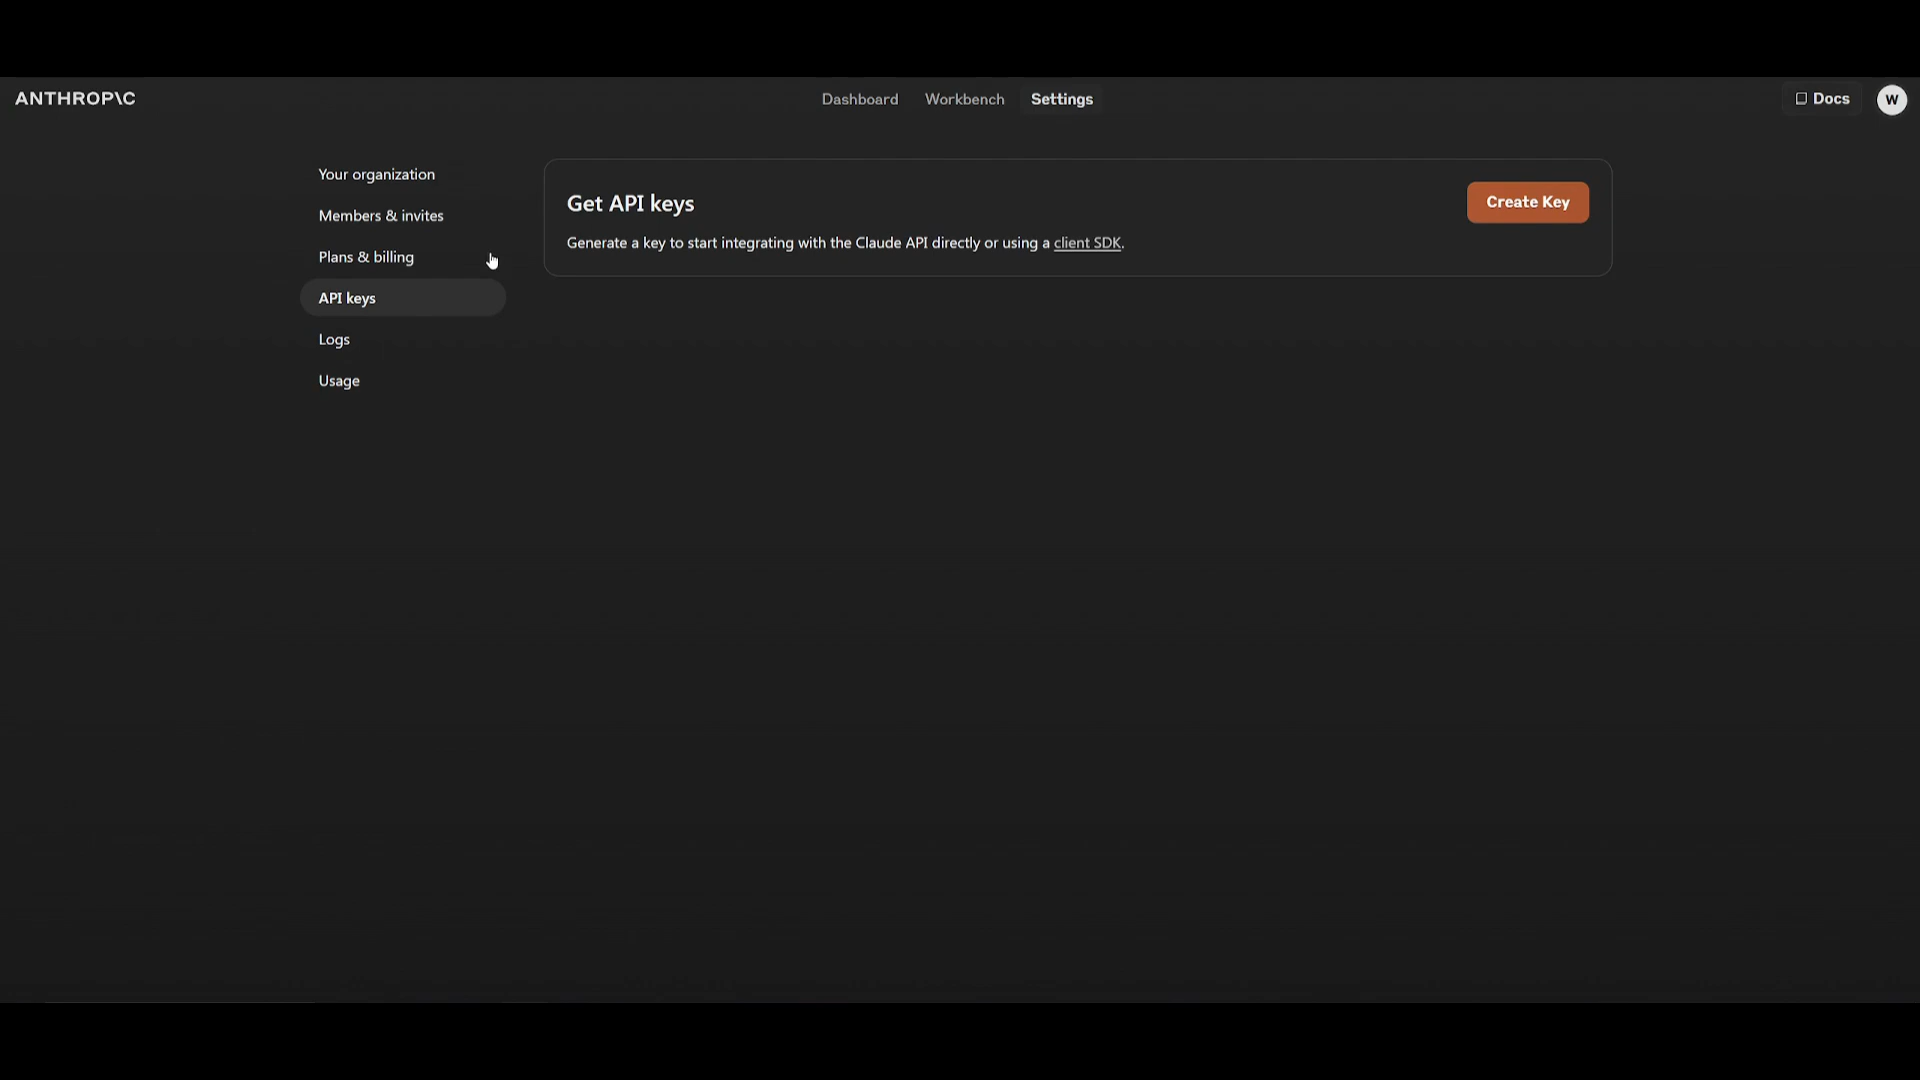 ANTHROP\C
Dashboard Workbench Settings
Docs W
Your organization
Members & invites
Plans & billing
API keys
Logs
Usage
Get API keys
Create Key
Generate a key to start integrating with the Claude API directly or using a client SDK.